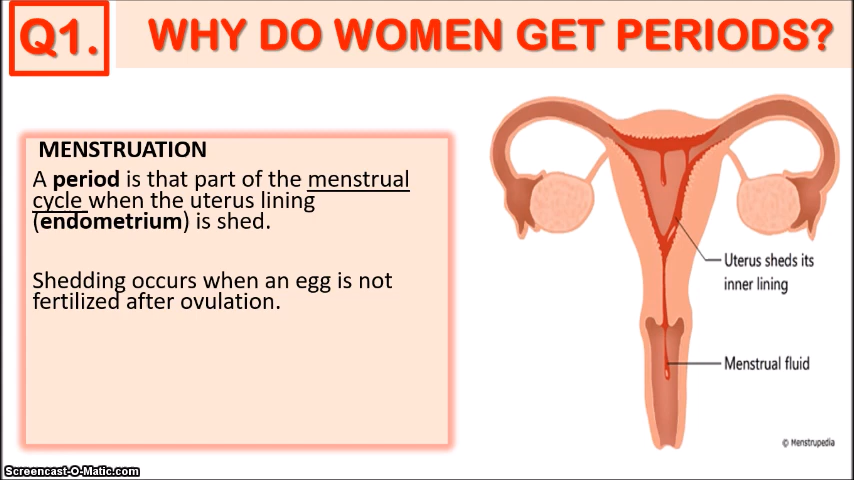 Q1.
WHY DO WOMEN GET PERIODS?
MENSTRUATION
A period is that part of the menstrual
cycle when the uterus lining
(endometrium) is shed.
Shedding occurs when an egg is not
fertilized after ovulation.
Uterus sheds its
inner lining
Menstrual fluid
© Menstrupedia
Screencast-O-Matic.com